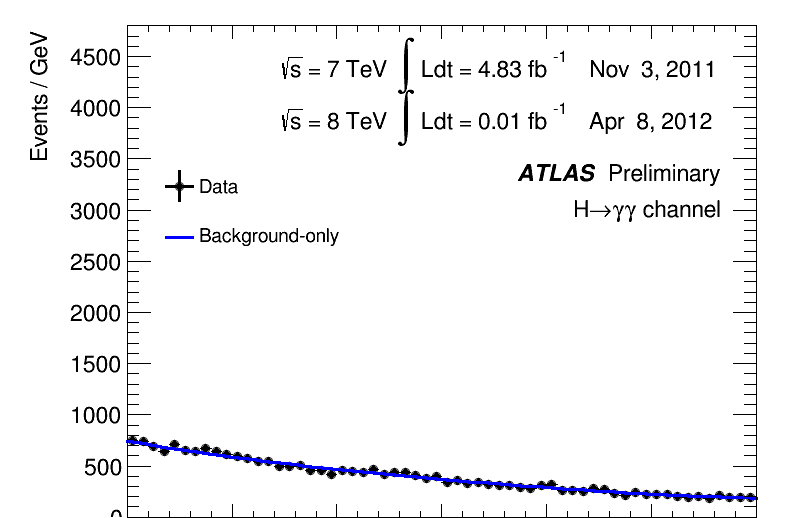 Events / GeV
4500
4000
3500
3000
2500
2000
1500
1000
500
0
√s = 7 TeV ∫ Ldt = 4.83 fb⁻¹ Nov 3, 2011
√s = 8 TeV ∫ Ldt = 0.01 fb⁻¹ Apr 8, 2012
ATLAS Preliminary
H→γγ channel
Data
Background-only